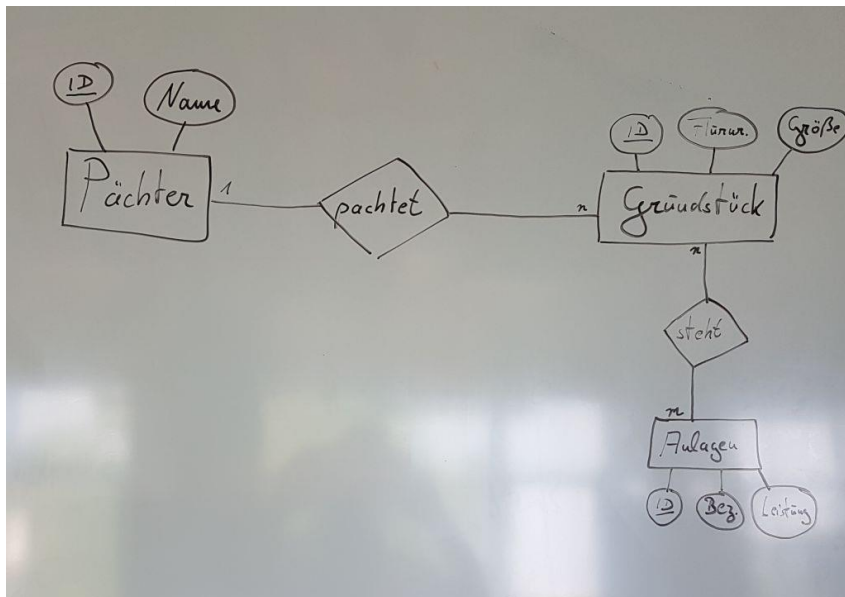 ID
Name
Pächter
1
pachtet
n
ID
Flurnr.
Größe
Grundstück
n
steht
m
Anlagen
ID
Bez.
Leistung